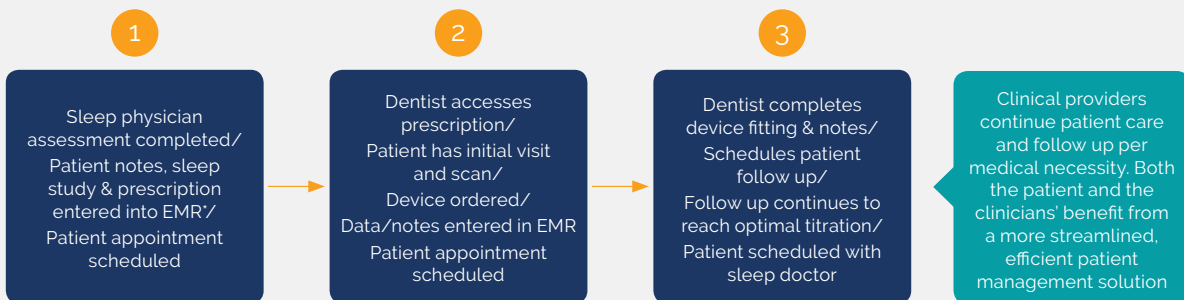 1
Sleep physician
assessment completed/
Patient notes, sleep
study & prescription
entered into EMR*/
Patient appointment
scheduled
2
Dentist accesses
prescription/
Patient has initial visit
and scan/
Device ordered/
Data/notes entered in EMR
Patient appointment
scheduled
3
Dentist completes
device fitting & notes/
Schedules patient
follow up/
Follow up continues to
reach optimal titration/
Patient scheduled with
sleep doctor
Clinical providers
continue patient care
and follow up per
medical necessity. Both
the patient and the
clinicians' benefit from
a more streamlined,
efficient patient
management solution